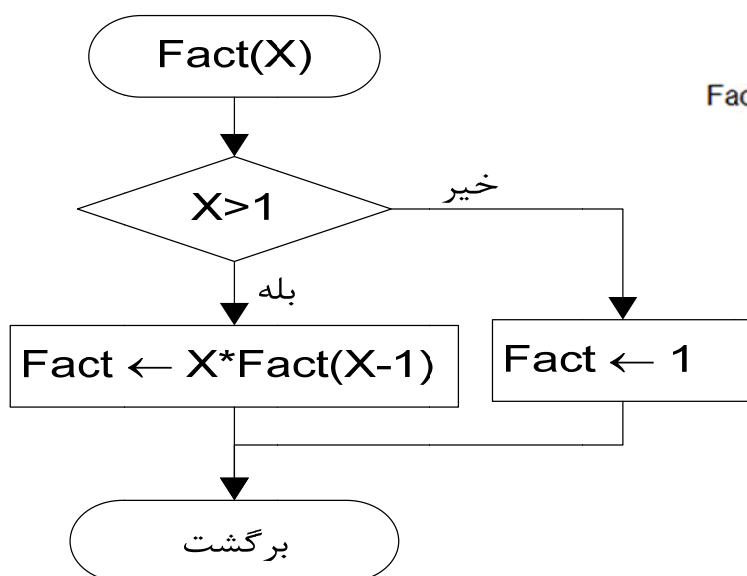 Fact(X)
X>1
خیر
بله
Fact ← X*Fact(X-1)
Fact ← 1
برگشت